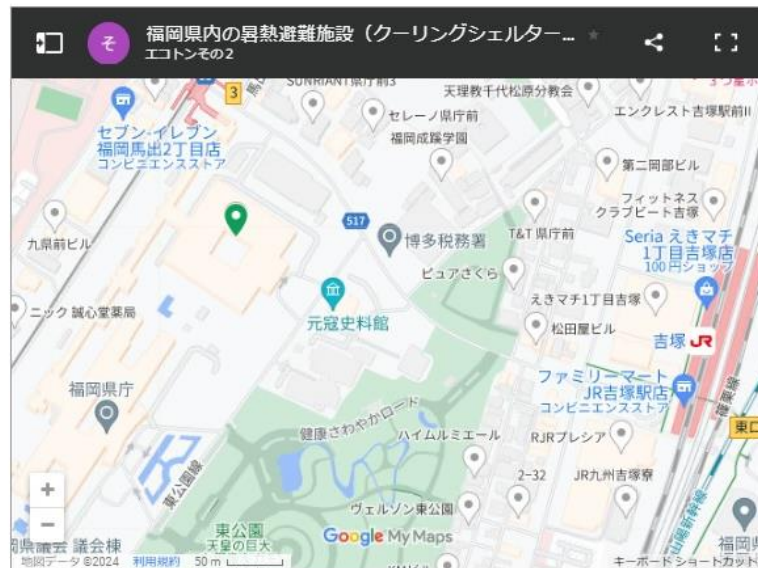 そ
福岡県内の暑熱避難施設（クーリングシェルター...
エコトンその2
SUNRIANT県庁前3
天理教千代松原分教会
3
セレーノ県庁前
エンクレスト吉塚駅前II
セブン-イレブン
福岡馬出2丁目店
コンビニエンスストア
福岡成蹊学園
第二岡部ビル
フィットネス
クラブビート吉塚
517
九県前ビル
博多税務署
T&T 県庁前
Seria えきマチ
1丁目吉塚店
100円ショップ
ピュアさくら
えきマチ1丁目吉塚
ニック 誠心堂薬局
元寇史料館
松田屋ビル
吉塚 JR
福岡県庁
ファミリーマート
JR吉塚駅店
コンビニエンスストア
篠栗線
健康さわやかロード
ハイムルミエール
RJRプレシア
東口
+
2-32
JR九州吉塚寮
東公園線
−
ヴェルゾン東公園
山陽新幹線
東公園
天皇の巨大
Google My Maps
福岡県
県議会 議会棟
地図データ ©2024
利用規約
50 m
キーボード ショートカット